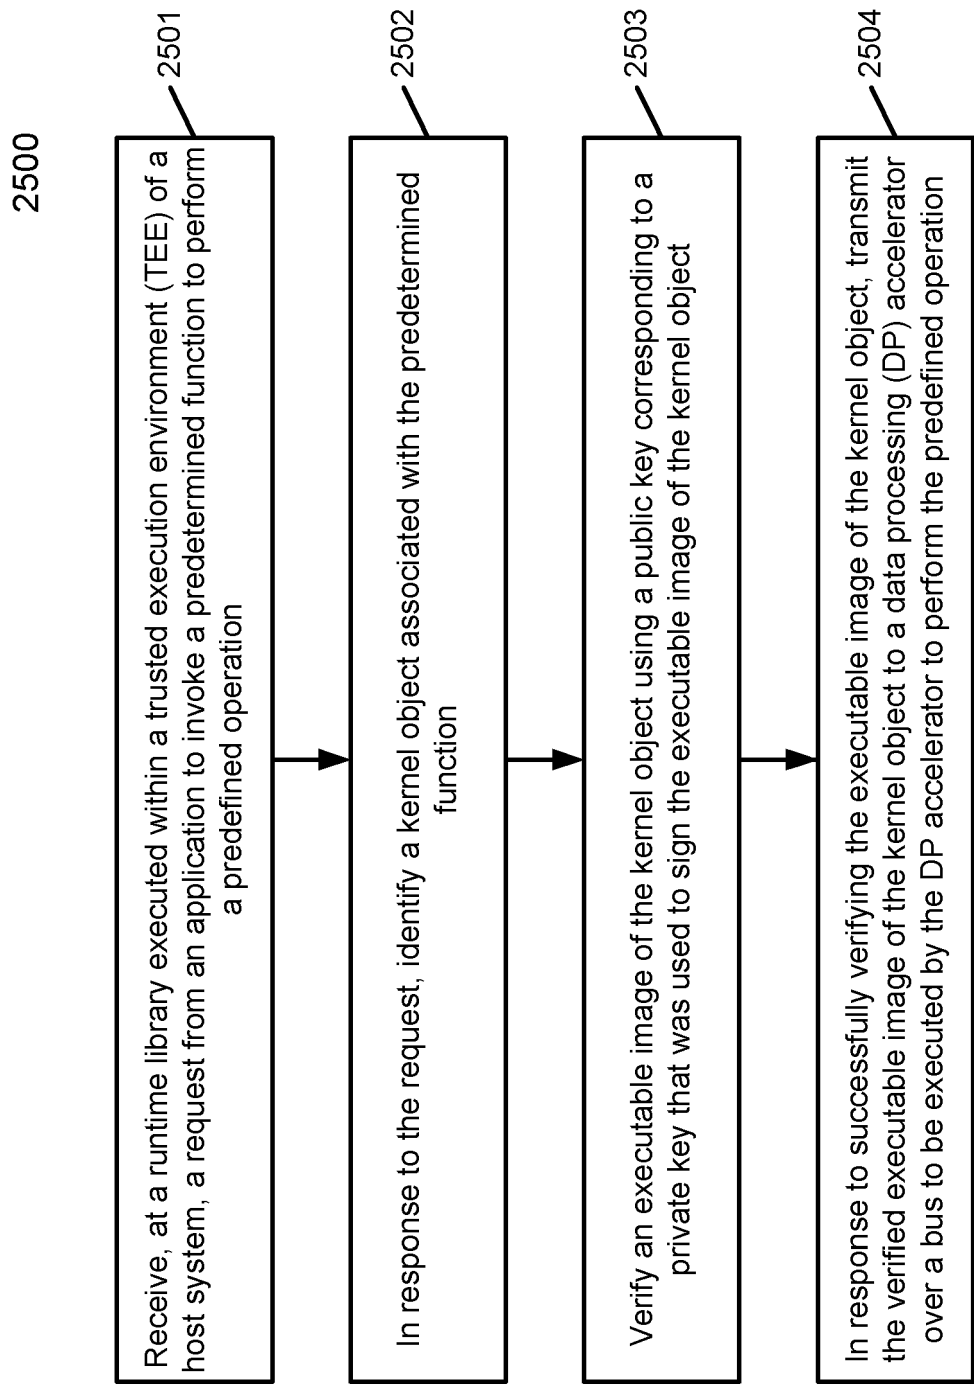 2500
Receive, at a runtime library executed within a trusted execution environment (TEE) of a
host system, a request from an application to invoke a predetermined function to perform
a predefined operation
2501
In response to the request, identify a kernel object associated with the predetermined
function
2502
Verify an executable image of the kernel object using a public key corresponding to a
private key that was used to sign the executable image of the kernel object
2503
In response to successfully verifying the executable image of the kernel object, transmit
the verified executable image of the kernel object to a data processing (DP) accelerator
over a bus to be executed by the DP accelerator to perform the predefined operation
2504